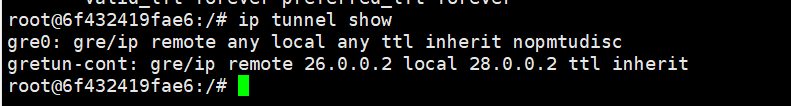 valid_lft forever preferred_lft forever
root@6f432419fae6:/# ip tunnel show
gre0: gre/ip remote any local any ttl inherit nopmtudisc
gretun-cont: gre/ip remote 26.0.0.2 local 28.0.0.2 ttl inherit
root@6f432419fae6:/#